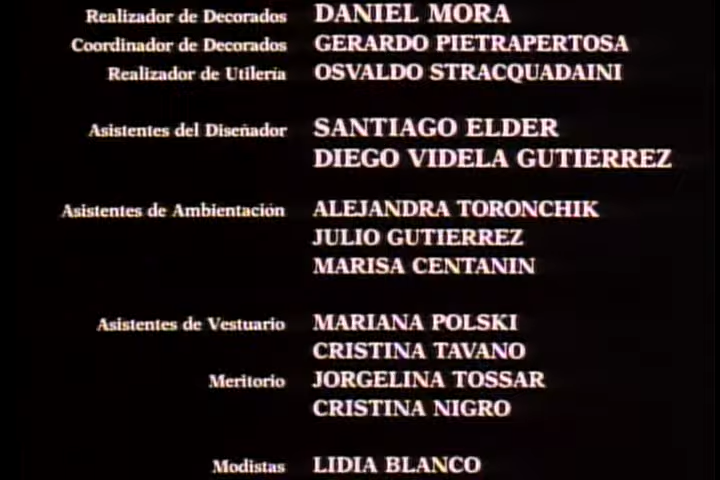 Realizador de Decorados DANIEL MORA
Coordinador de Decorados GERARDO PIETRAPERTOSA
Realizador de Utilería OSVALDO STRACQUADAINI
Asistentes del Diseñador SANTIAGO ELDER
DIEGO VIDELA GUTIERREZ
Asistentes de Ambientación ALEJANDRA TORONCHIK
JULIO GUTIERREZ
MARISA CENTANIN
Asistentes de Vestuario MARIANA POLSKI
CRISTINA TAVANO
Meritorio JORGELINA TOSSAR
CRISTINA NIGRO
Modistas LIDIA BLANCO